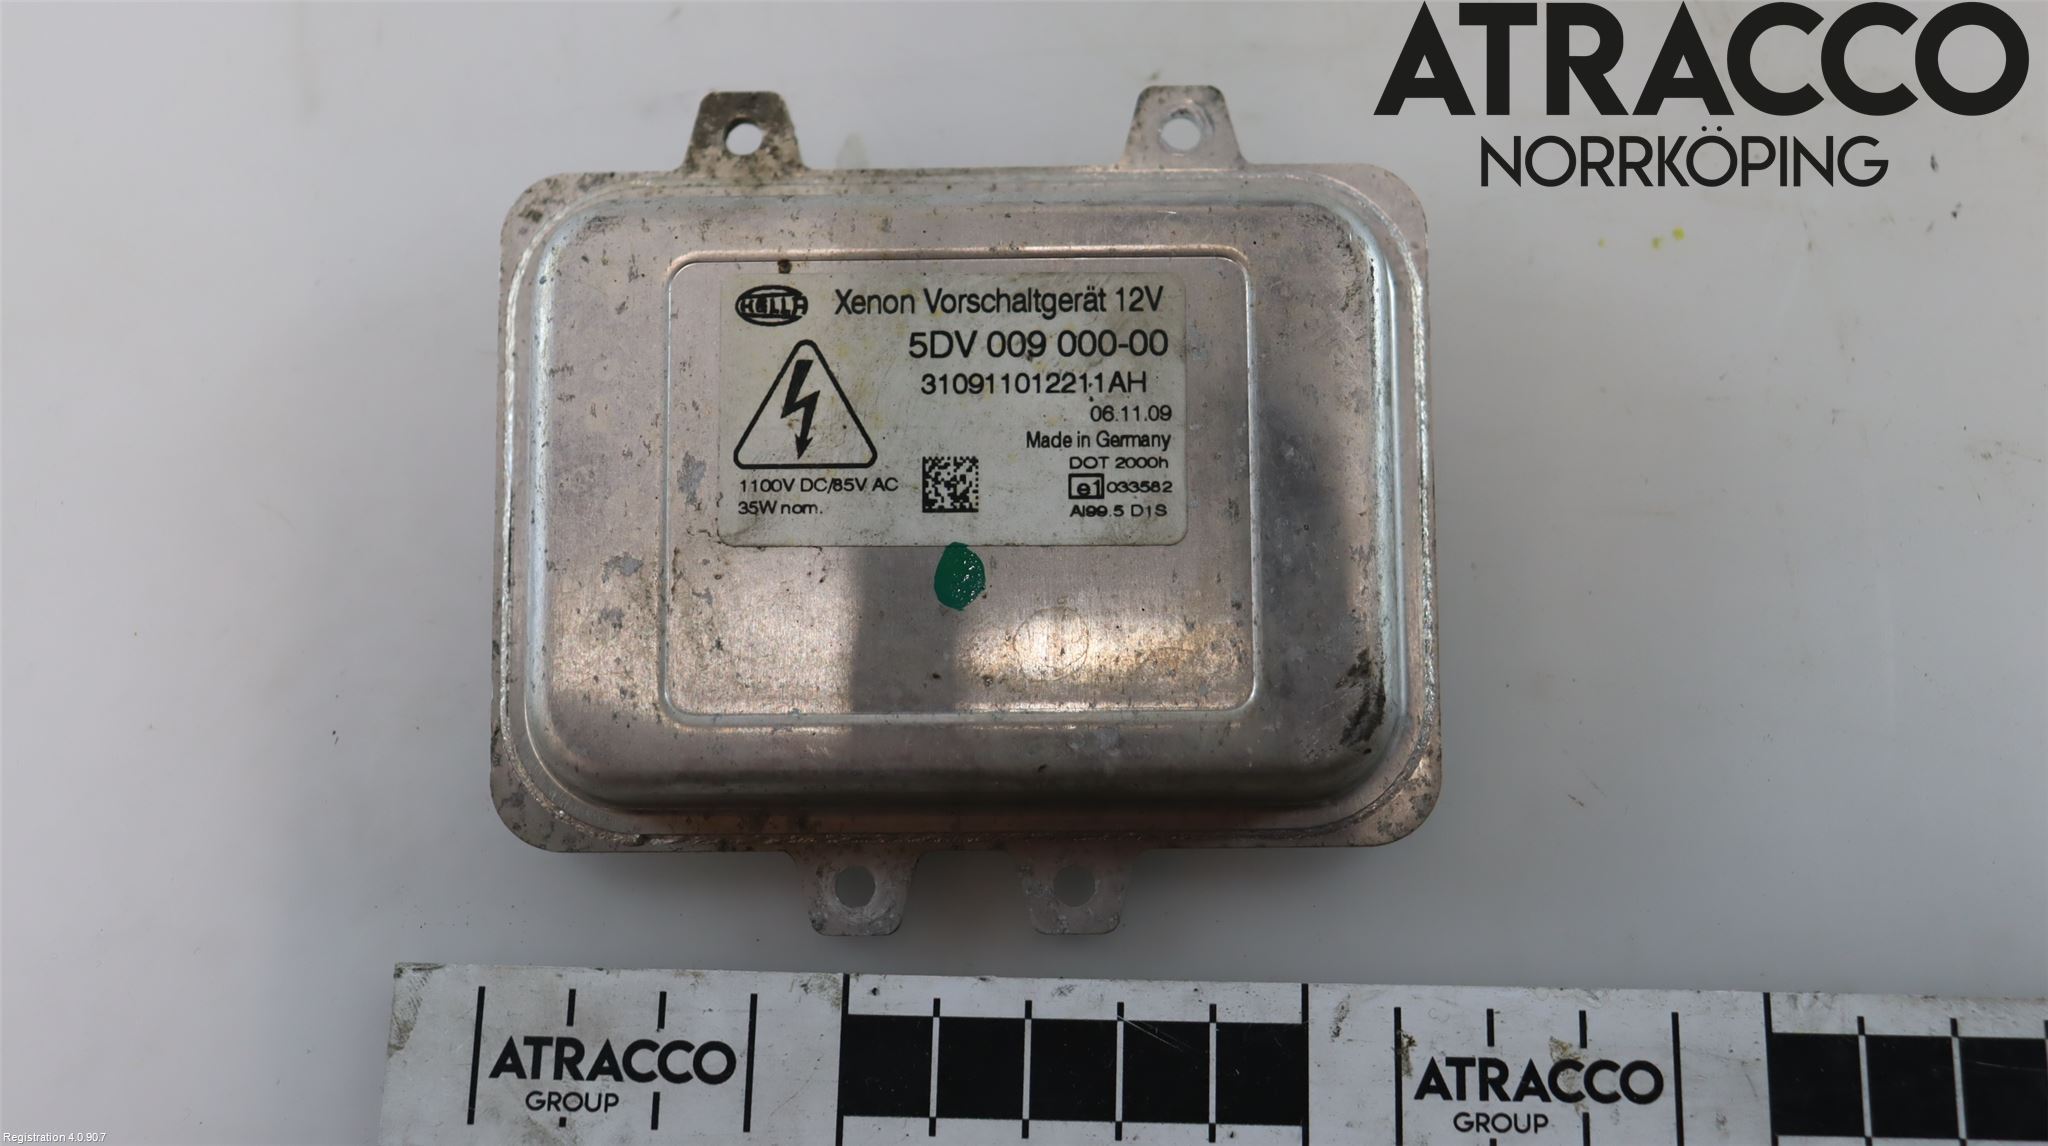 ATRACCO
NORRKÖPING
HELLA
Xenon Vorschaltgerät 12V
5DV 009 000-00
310911012211AH
06.11.09
Made in Germany
DOT 2000h
e1 033582
AI99.5 D1S
1100V DC/85V AC
35W nom.
ATRACCO
GROUP
ATRACCO
GROUP
Registration 4.0.90.7